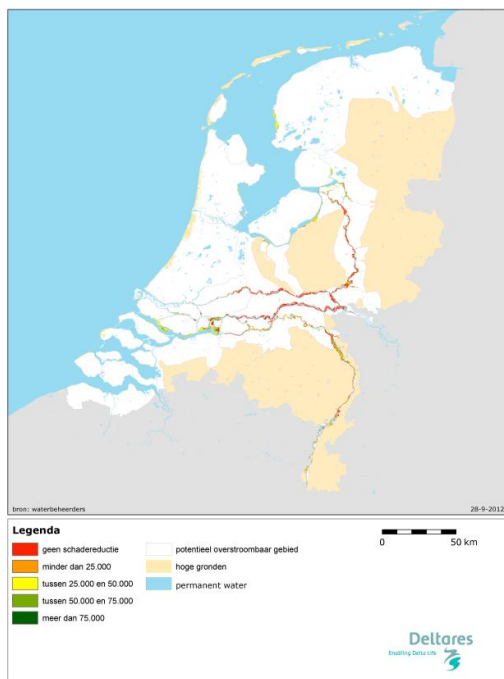 bron: waterbeheerders
28-9-2012
Legenda
geen schadereductie
minder dan 25.000
tussen 25.000 en 50.000
tussen 50.000 en 75.000
meer dan 75.000
potentieel overstroombaar gebied
hoge gronden
permanent water
0 50 km
Deltares
Enabling Delta Life